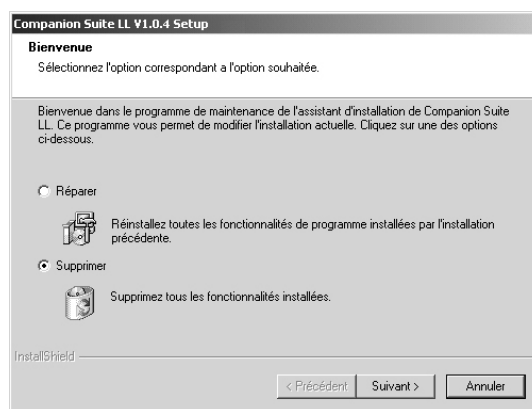 Companion Suite LL V1.0.4 Setup
Bienvenue
Sélectionnez l'option correspondant a l'option souhaitée.
Bienvenue dans le programme de maintenance de l'assistant d'installation de Companion Suite
LL. Ce programme vous permet de modifier l'installation actuelle. Cliquez sur une des options
ci-dessous.
Réparer
Réinstallez toutes les fonctionnalités de programme installées par l'installation
précédente.
Supprimer
Supprimez tous les fonctionnalités installées.
InstallShield
< Précédent Suivant > Annuler